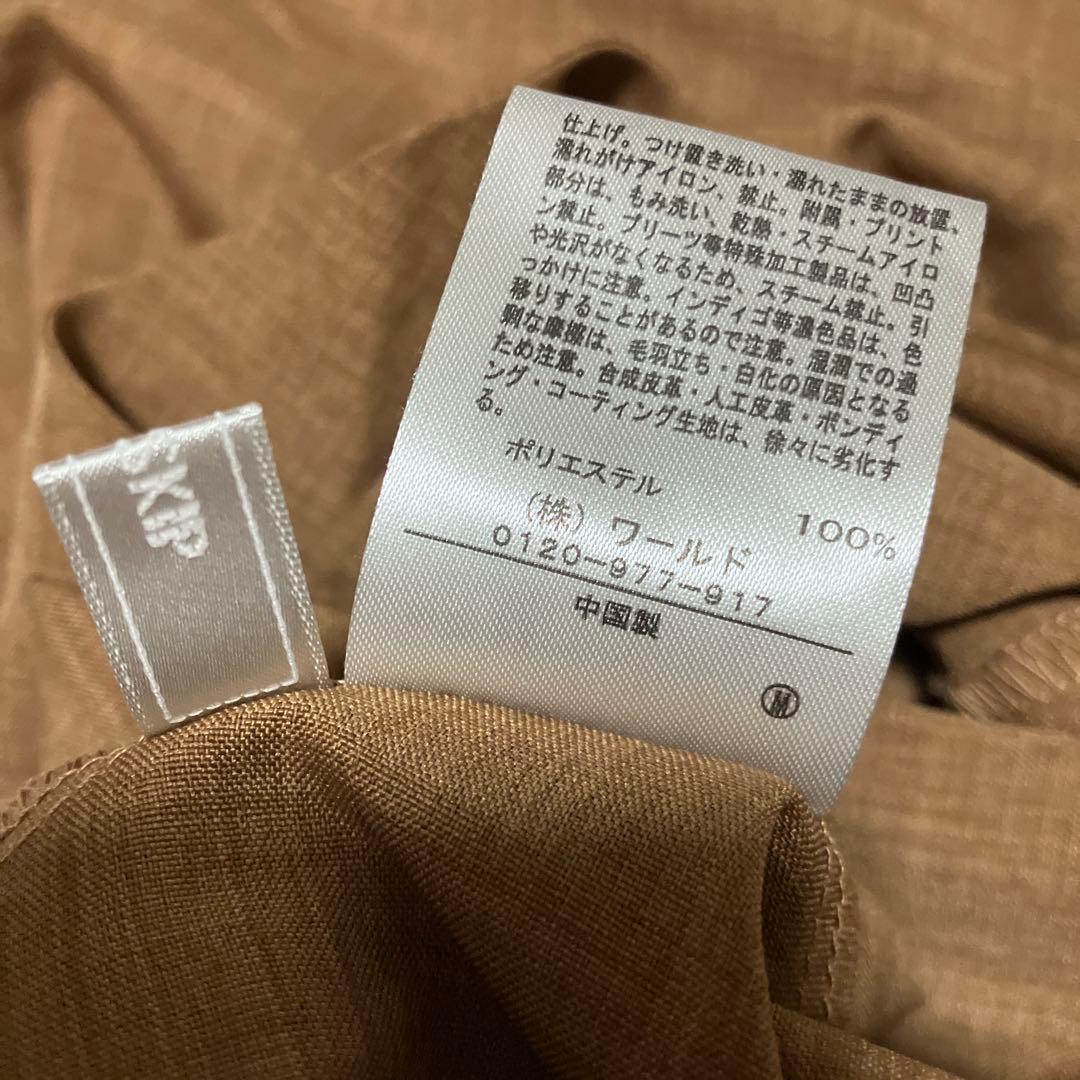 仕上げ。つけ置き洗い・濡れたままの放置、
濡れがけアイロン、禁止。附属・プリント
部分は、もみ洗い、乾熱・スチームアイロ
ン禁止。プリーツ等特殊加工製品は、凹凸
や光沢がなくなるため、スチーム禁止。引
っかけに注意。インディゴ等濃色品は、色
移りすることがあるので注意。湿潤での過
剰な摩擦は、毛羽立ち・白化の原因となる
ため注意。合成皮革・人工皮革・ボンディ
ング・コーティング生地は、徐々に劣化す
る。
ポリエステル 100%
(株) ワールド
0120-977-917
中国製
M
SKIP